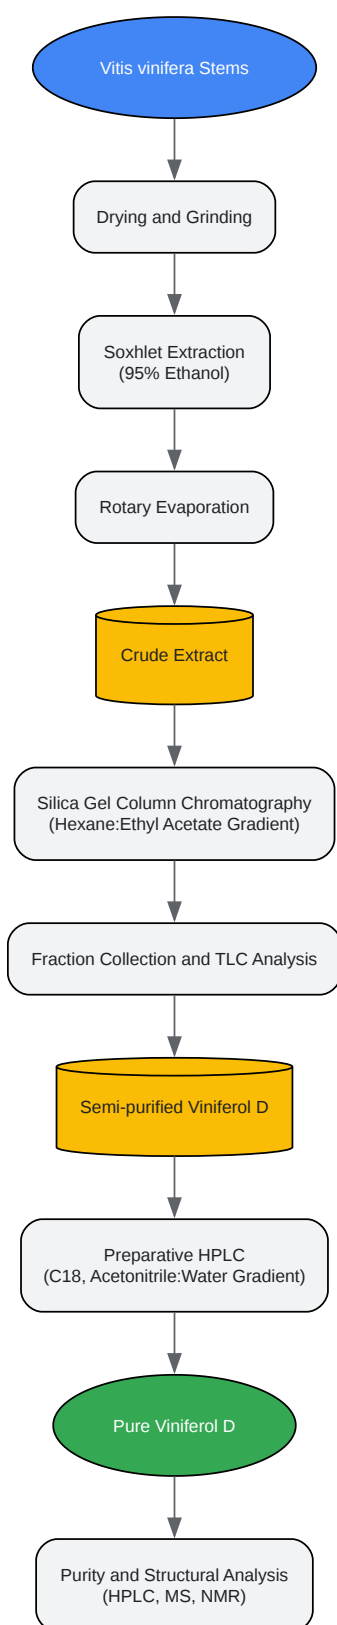 Vitis vinifera Stems
Drying and Grinding
Soxhlet Extraction
(95% Ethanol)
Rotary Evaporation
Crude Extract
Silica Gel Column Chromatography
(Hexane:Ethyl Acetate Gradient)
Fraction Collection and TLC Analysis
Semi-purified Viniferol D
Preparative HPLC
(C18, Acetonitrile:Water Gradient)
Pure Viniferol D
Purity and Structural Analysis
(HPLC, MS, NMR)